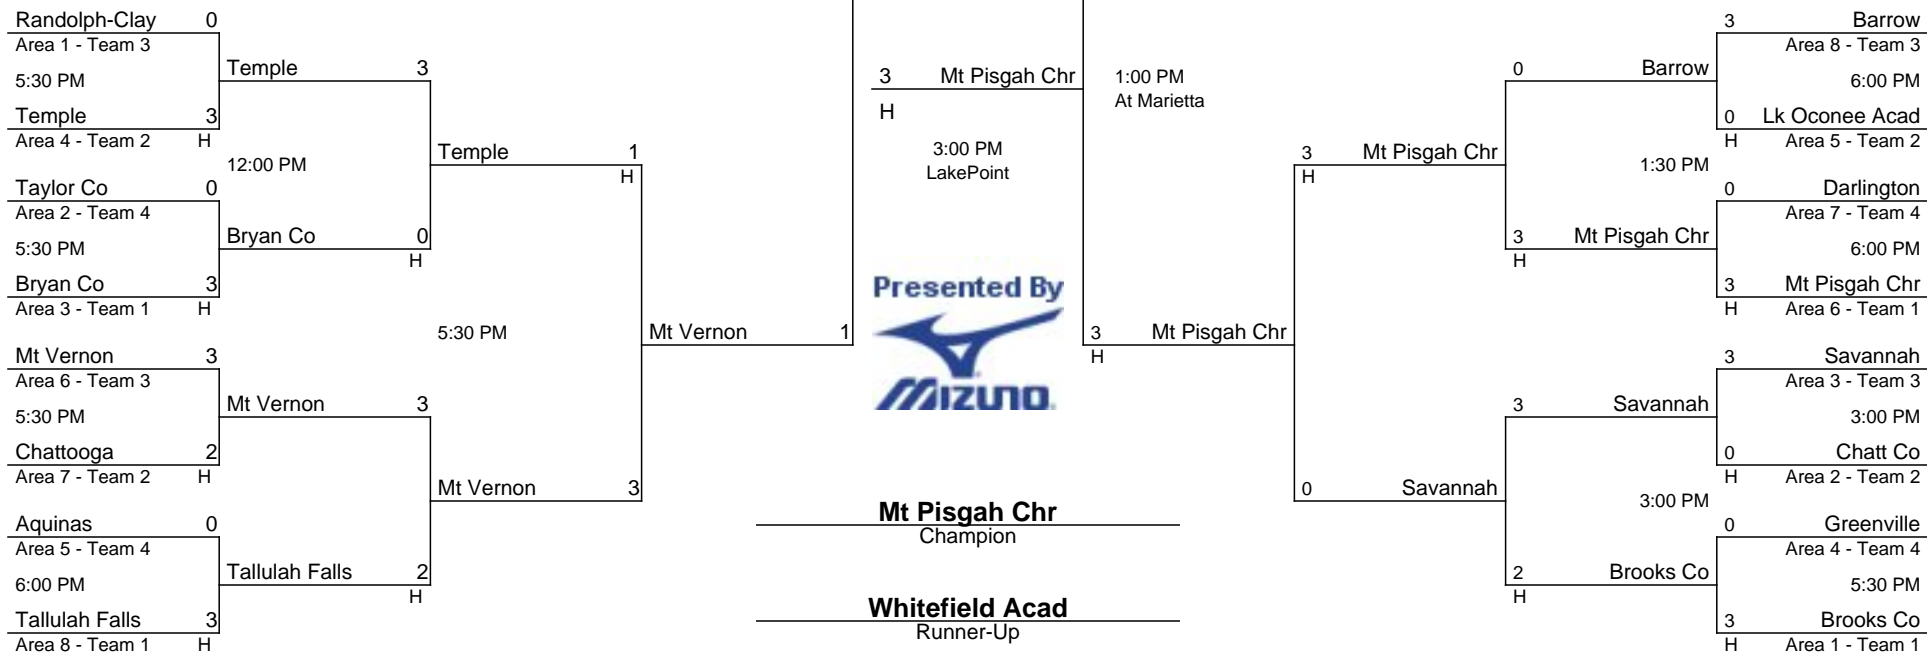 Randolph-Clay 0
Area 1 - Team 3
5:30 PM
Temple 3
Area 4 - Team 2 H
Taylor Co 0
Area 2 - Team 4
5:30 PM
Bryan Co 3
Area 3 - Team 1 H
Mt Vernon 3
Area 6 - Team 3
5:30 PM
Chattooga 2
Area 7 - Team 2 H
Aquinas 0
Area 5 - Team 4
6:00 PM
Tallulah Falls 3
Area 8 - Team 1 H
Temple 3
12:00 PM
Bryan Co 0
H
Mt Vernon 3
Tallulah Falls 2
H
Temple 1
H
5:30 PM
Mt Vernon 3
Mt Vernon 1
3 Mt Pisgah Chr
H
3:00 PM
LakePoint
Presented By
MIZUNO
Mt Pisgah Chr
Champion
Whitefield Acad
Runner-Up
1:00 PM
At Marietta
3 Mt Pisgah Chr
H
3 Mt Pisgah Chr
H
0 Savannah
0 Barrow
1:30 PM
3 Mt Pisgah Chr
H
3 Savannah
3:00 PM
2 Brooks Co
H
3 Barrow
Area 8 - Team 3
6:00 PM
0 Lk Oconee Acad
H Area 5 - Team 2
0 Darlington
Area 7 - Team 4
6:00 PM
3 Mt Pisgah Chr
H Area 6 - Team 1
3 Savannah
Area 3 - Team 3
3:00 PM
0 Chatt Co
H Area 2 - Team 2
0 Greenville
Area 4 - Team 4
5:30 PM
3 Brooks Co
H Area 1 - Team 1